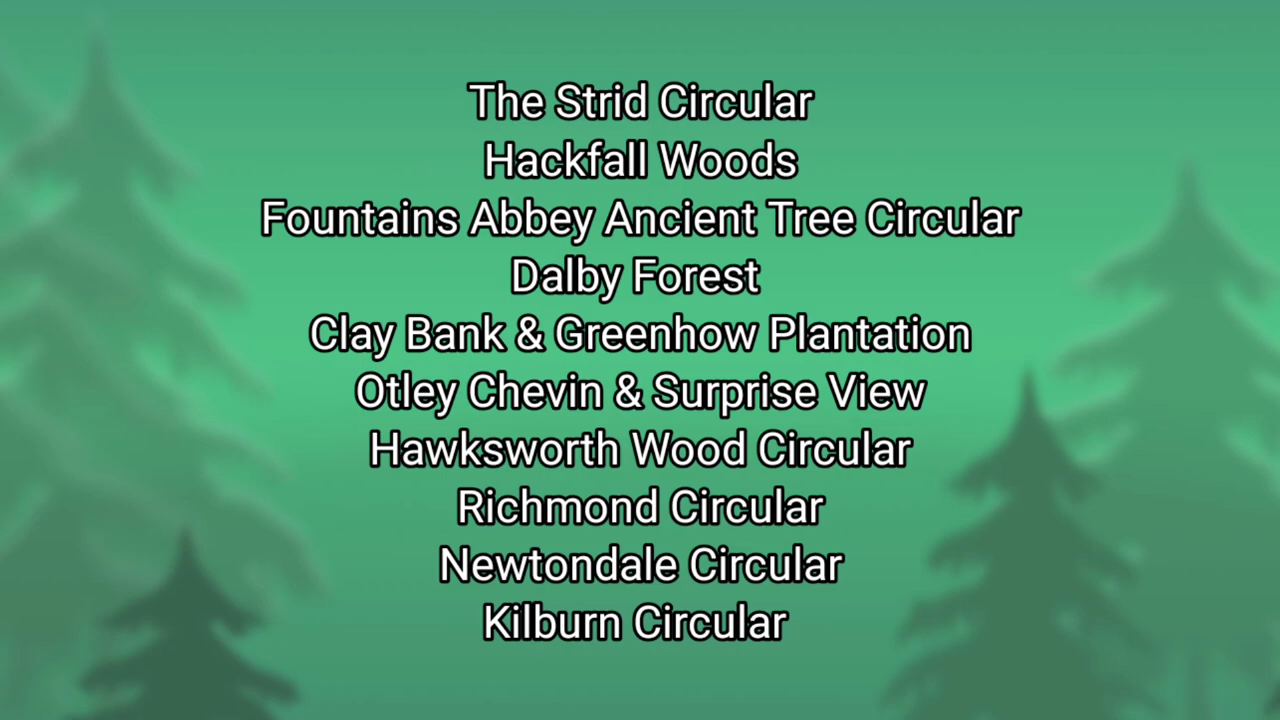 The Strid Circular
Hackfall Woods
Fountains Abbey Ancient Tree Circular
Dalby Forest
Clay Bank & Greenhow Plantation
Otley Chevin & Surprise View
Hawksworth Wood Circular
Richmond Circular
Newtondale Circular
Kilburn Circular